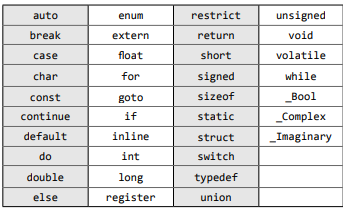 auto enum restrict unsigned
break extern return void
case float short volatile
char for signed while
const goto sizeof _Bool
continue if static _Complex
default inline struct _Imaginary
do int switch
double long typedef
else register union